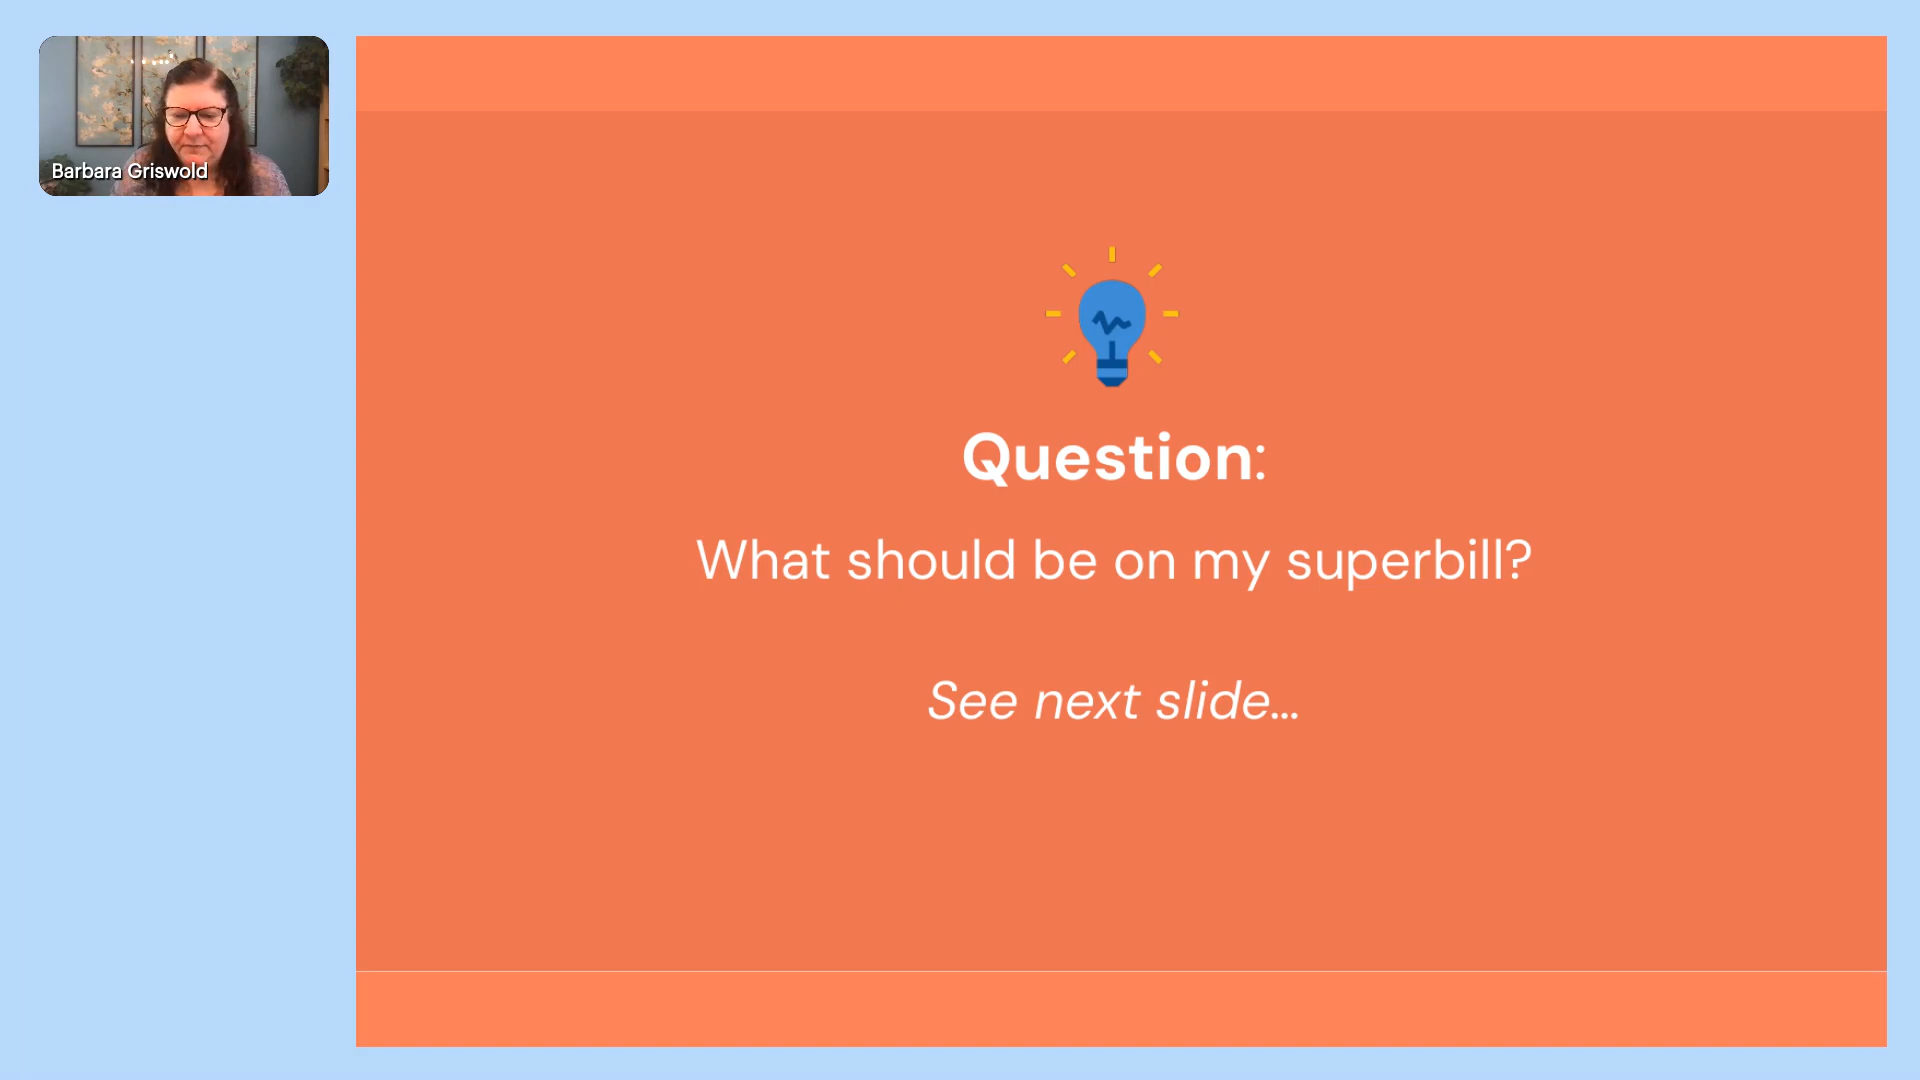 Barbara Griswold
Question:
What should be on my superbill?
See next slide...